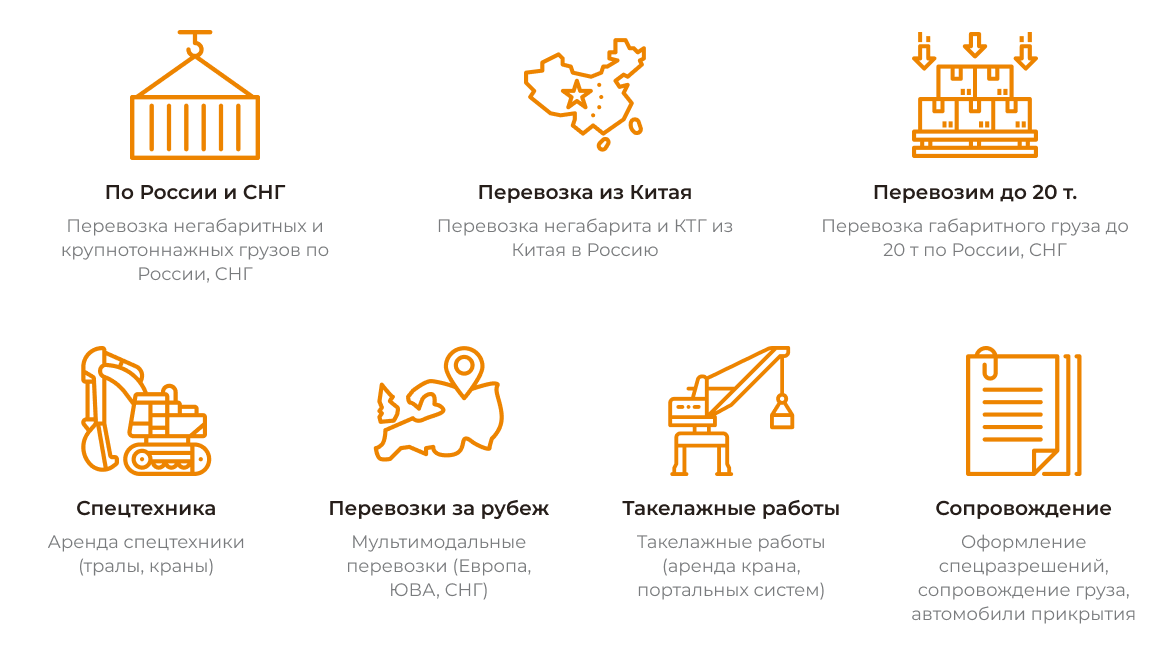 По России и СНГ
Перевозка негабаритных и
крупнотоннажных грузов по
России, СНГ
Перевозка из Китая
Перевозка негабарита и КТГ из
Китая в Россию
Перевозим до 20 т.
Перевозка габаритного груза до
20 т по России, СНГ
Спецтехника
Аренда спецтехники
(тралы, краны)
Перевозки за рубеж
Мультимодальные
перевозки (Европа,
ЮВА, СНГ)
Такелажные работы
Такелажные работы
(аренда крана,
портальных систем)
Сопровождение
Оформление
спецразрешений,
сопровождение груза,
автомобили прикрытия